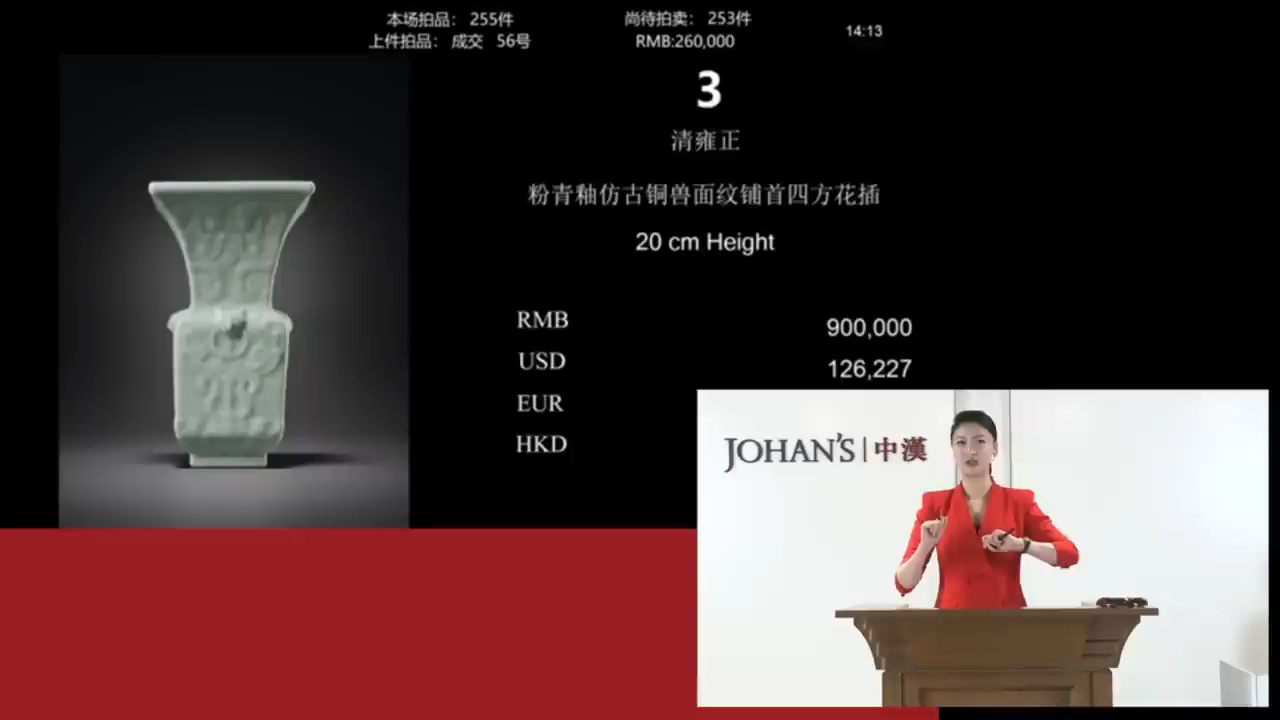 本场拍品： 255件
尚待拍卖： 253件
上件拍品： 成交 56号
RMB:260,000
14:13
3
清雍正
粉青釉仿古铜兽面纹铺首四方花插
20 cm Height
RMB
900,000
USD
126,227
EUR
HKD
JOHAN'S | 中漢